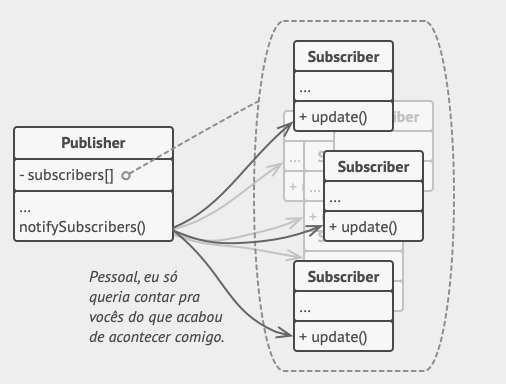 Publisher
- subscribers[]
...
notifySubscribers()
Pessoal, eu só
queria contar pra
vocês do que acabou
de acontecer comigo.
Subscriber
...
+ update()
Subscriber
...
+ update()
Subscriber
...
+ update()